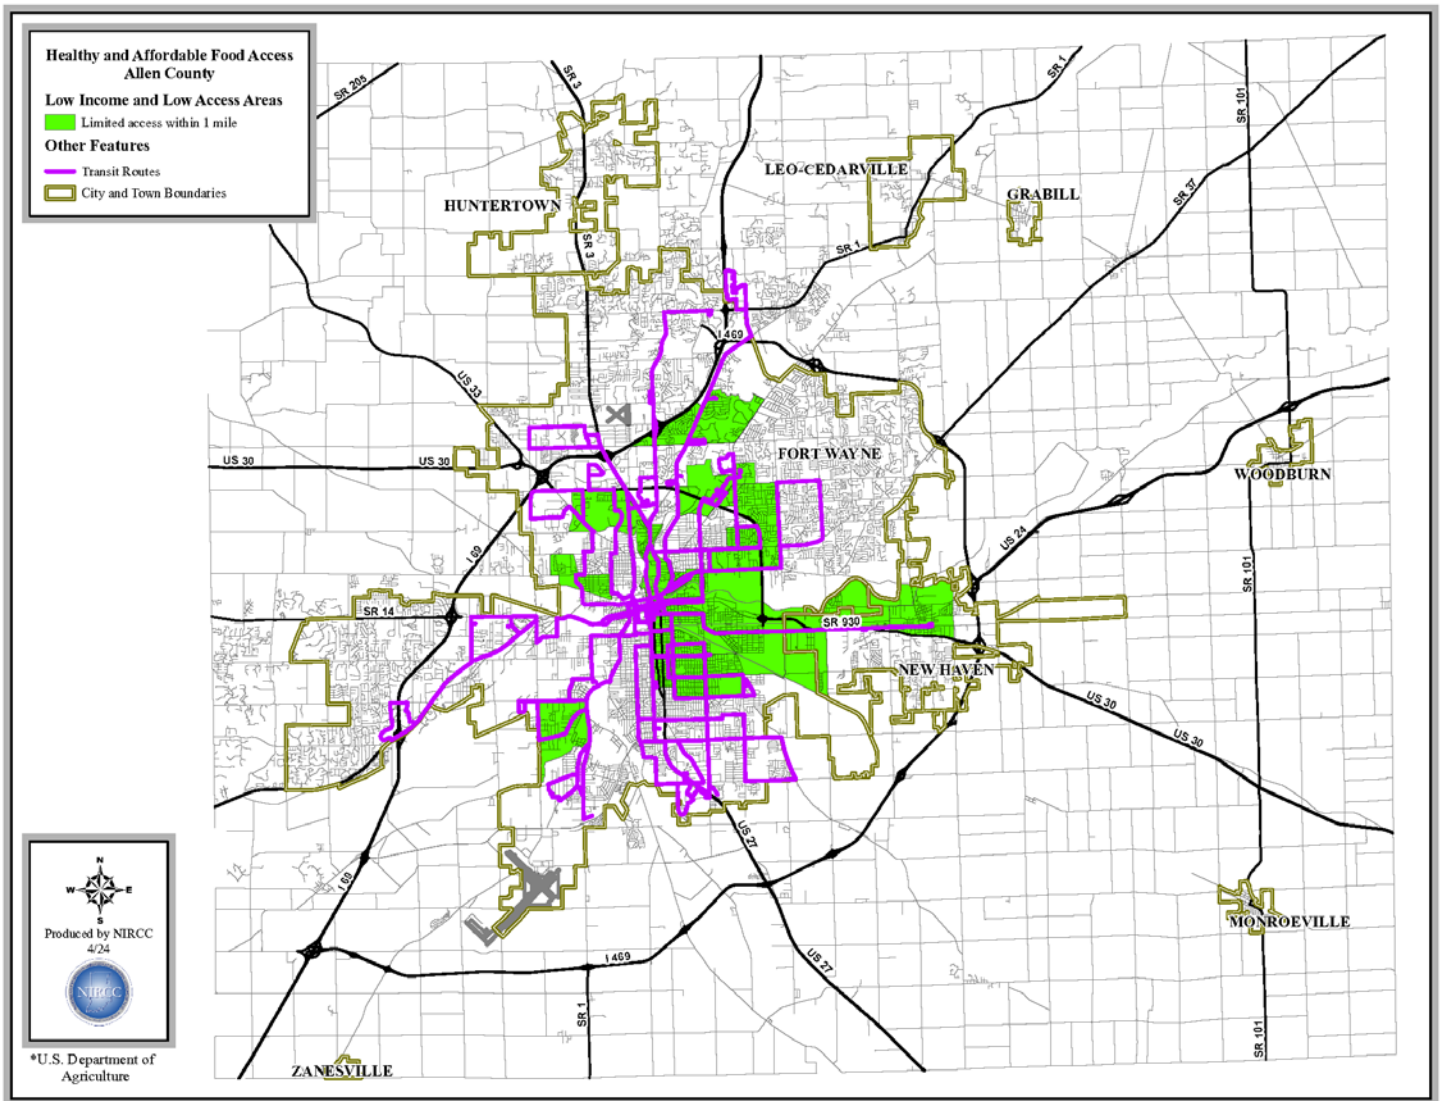 Healthy and Affordable Food Access
Allen County
Low Income and Low Access Areas
Limited access within 1 mile
Other Features
Transit Routes
City and Town Boundaries
SR 205
SR 3
SR 1
SR 101
LEO-CEDARVILLE
GRABILL
SR 37
HUNTERTOWN
SR 3
SR 1
I 469
US 33
FORT WAYNE
US 30
US 30
WOODBURN
US 24
I 69
SR 101
SR 14
SR 930
NEW HAVEN
US 30
US 30
US 27
I 69
N
W
E
S
Produced by NIRCC
4/24
NIRCC
MONROEVILLE
I 469
US 27
SR 1
SR 101
*U.S. Department of
Agriculture
ZANESVILLE